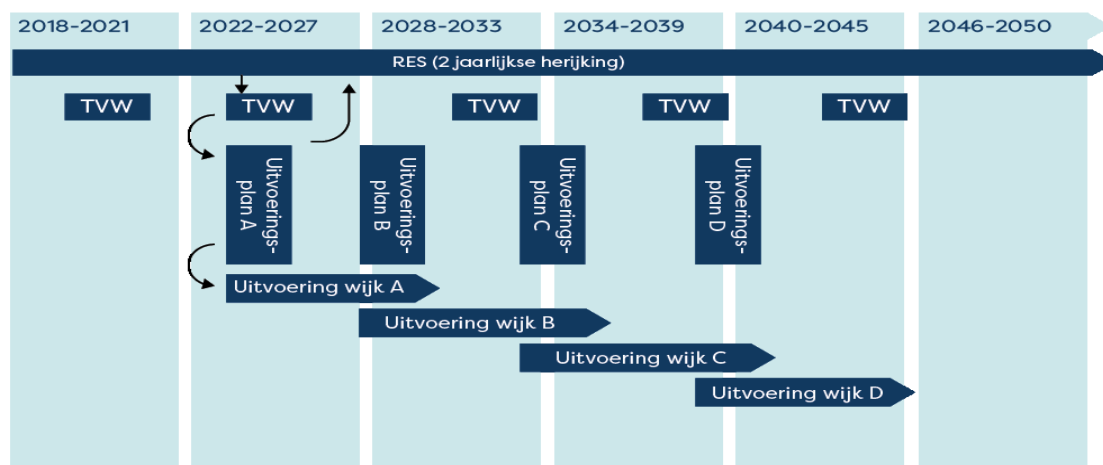 2018-2021
2022-2027
2028-2033
2034-2039
2040-2045
2046-2050
RES (2 jaarlijkse herijking)
TVW
TVW
TVW
TVW
TVW
Uitvoerings-
plan A
Uitvoerings-
plan B
Uitvoerings-
plan C
Uitvoerings-
plan D
Uitvoering wijk A
Uitvoering wijk B
Uitvoering wijk C
Uitvoering wijk D